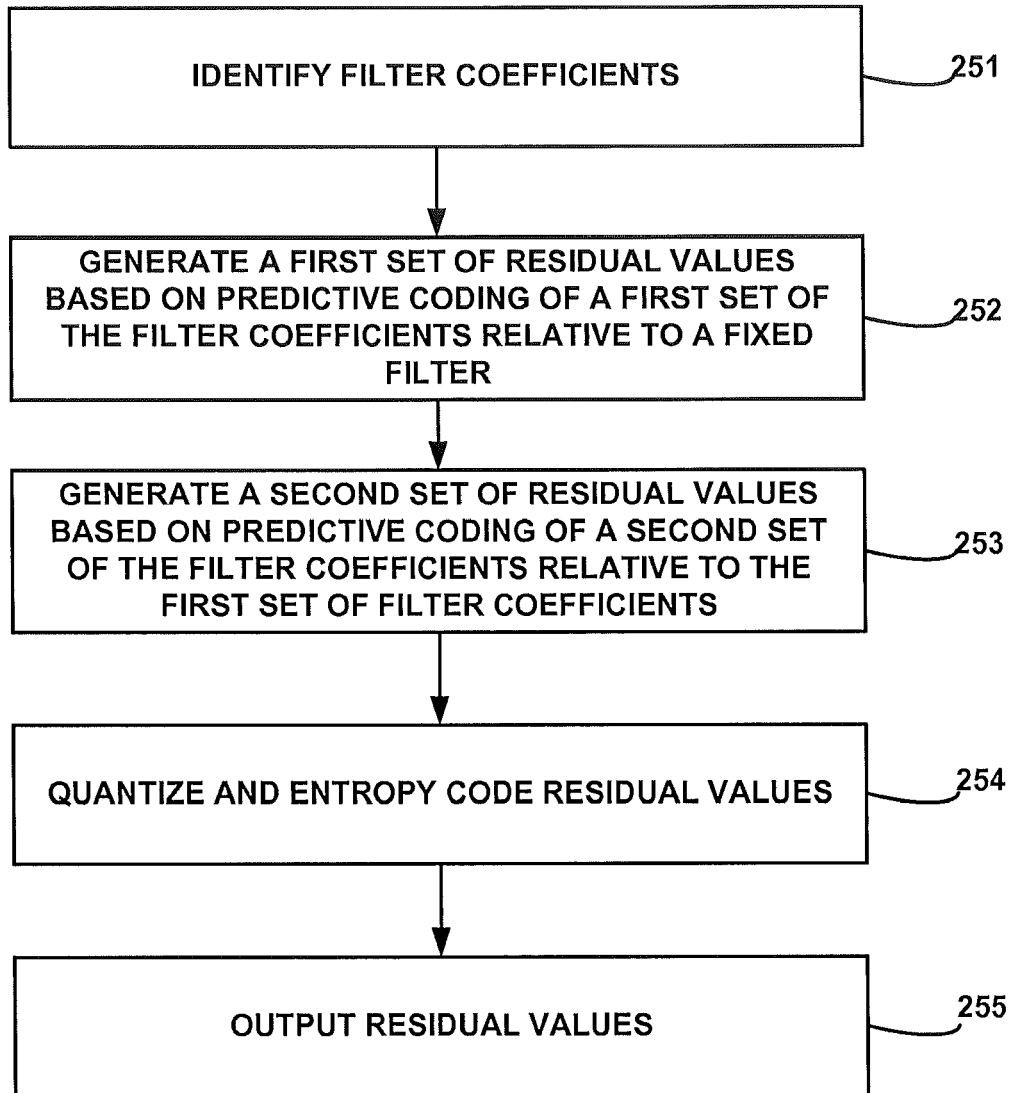 IDENTIFY FILTER COEFFICIENTS
251
GENERATE A FIRST SET OF RESIDUAL VALUES
BASED ON PREDICTIVE CODING OF A FIRST SET OF
THE FILTER COEFFICIENTS RELATIVE TO A FIXED
FILTER
252
GENERATE A SECOND SET OF RESIDUAL VALUES
BASED ON PREDICTIVE CODING OF A SECOND SET
OF THE FILTER COEFFICIENTS RELATIVE TO THE
FIRST SET OF FILTER COEFFICIENTS
253
QUANTIZE AND ENTROPY CODE RESIDUAL VALUES
254
OUTPUT RESIDUAL VALUES
255